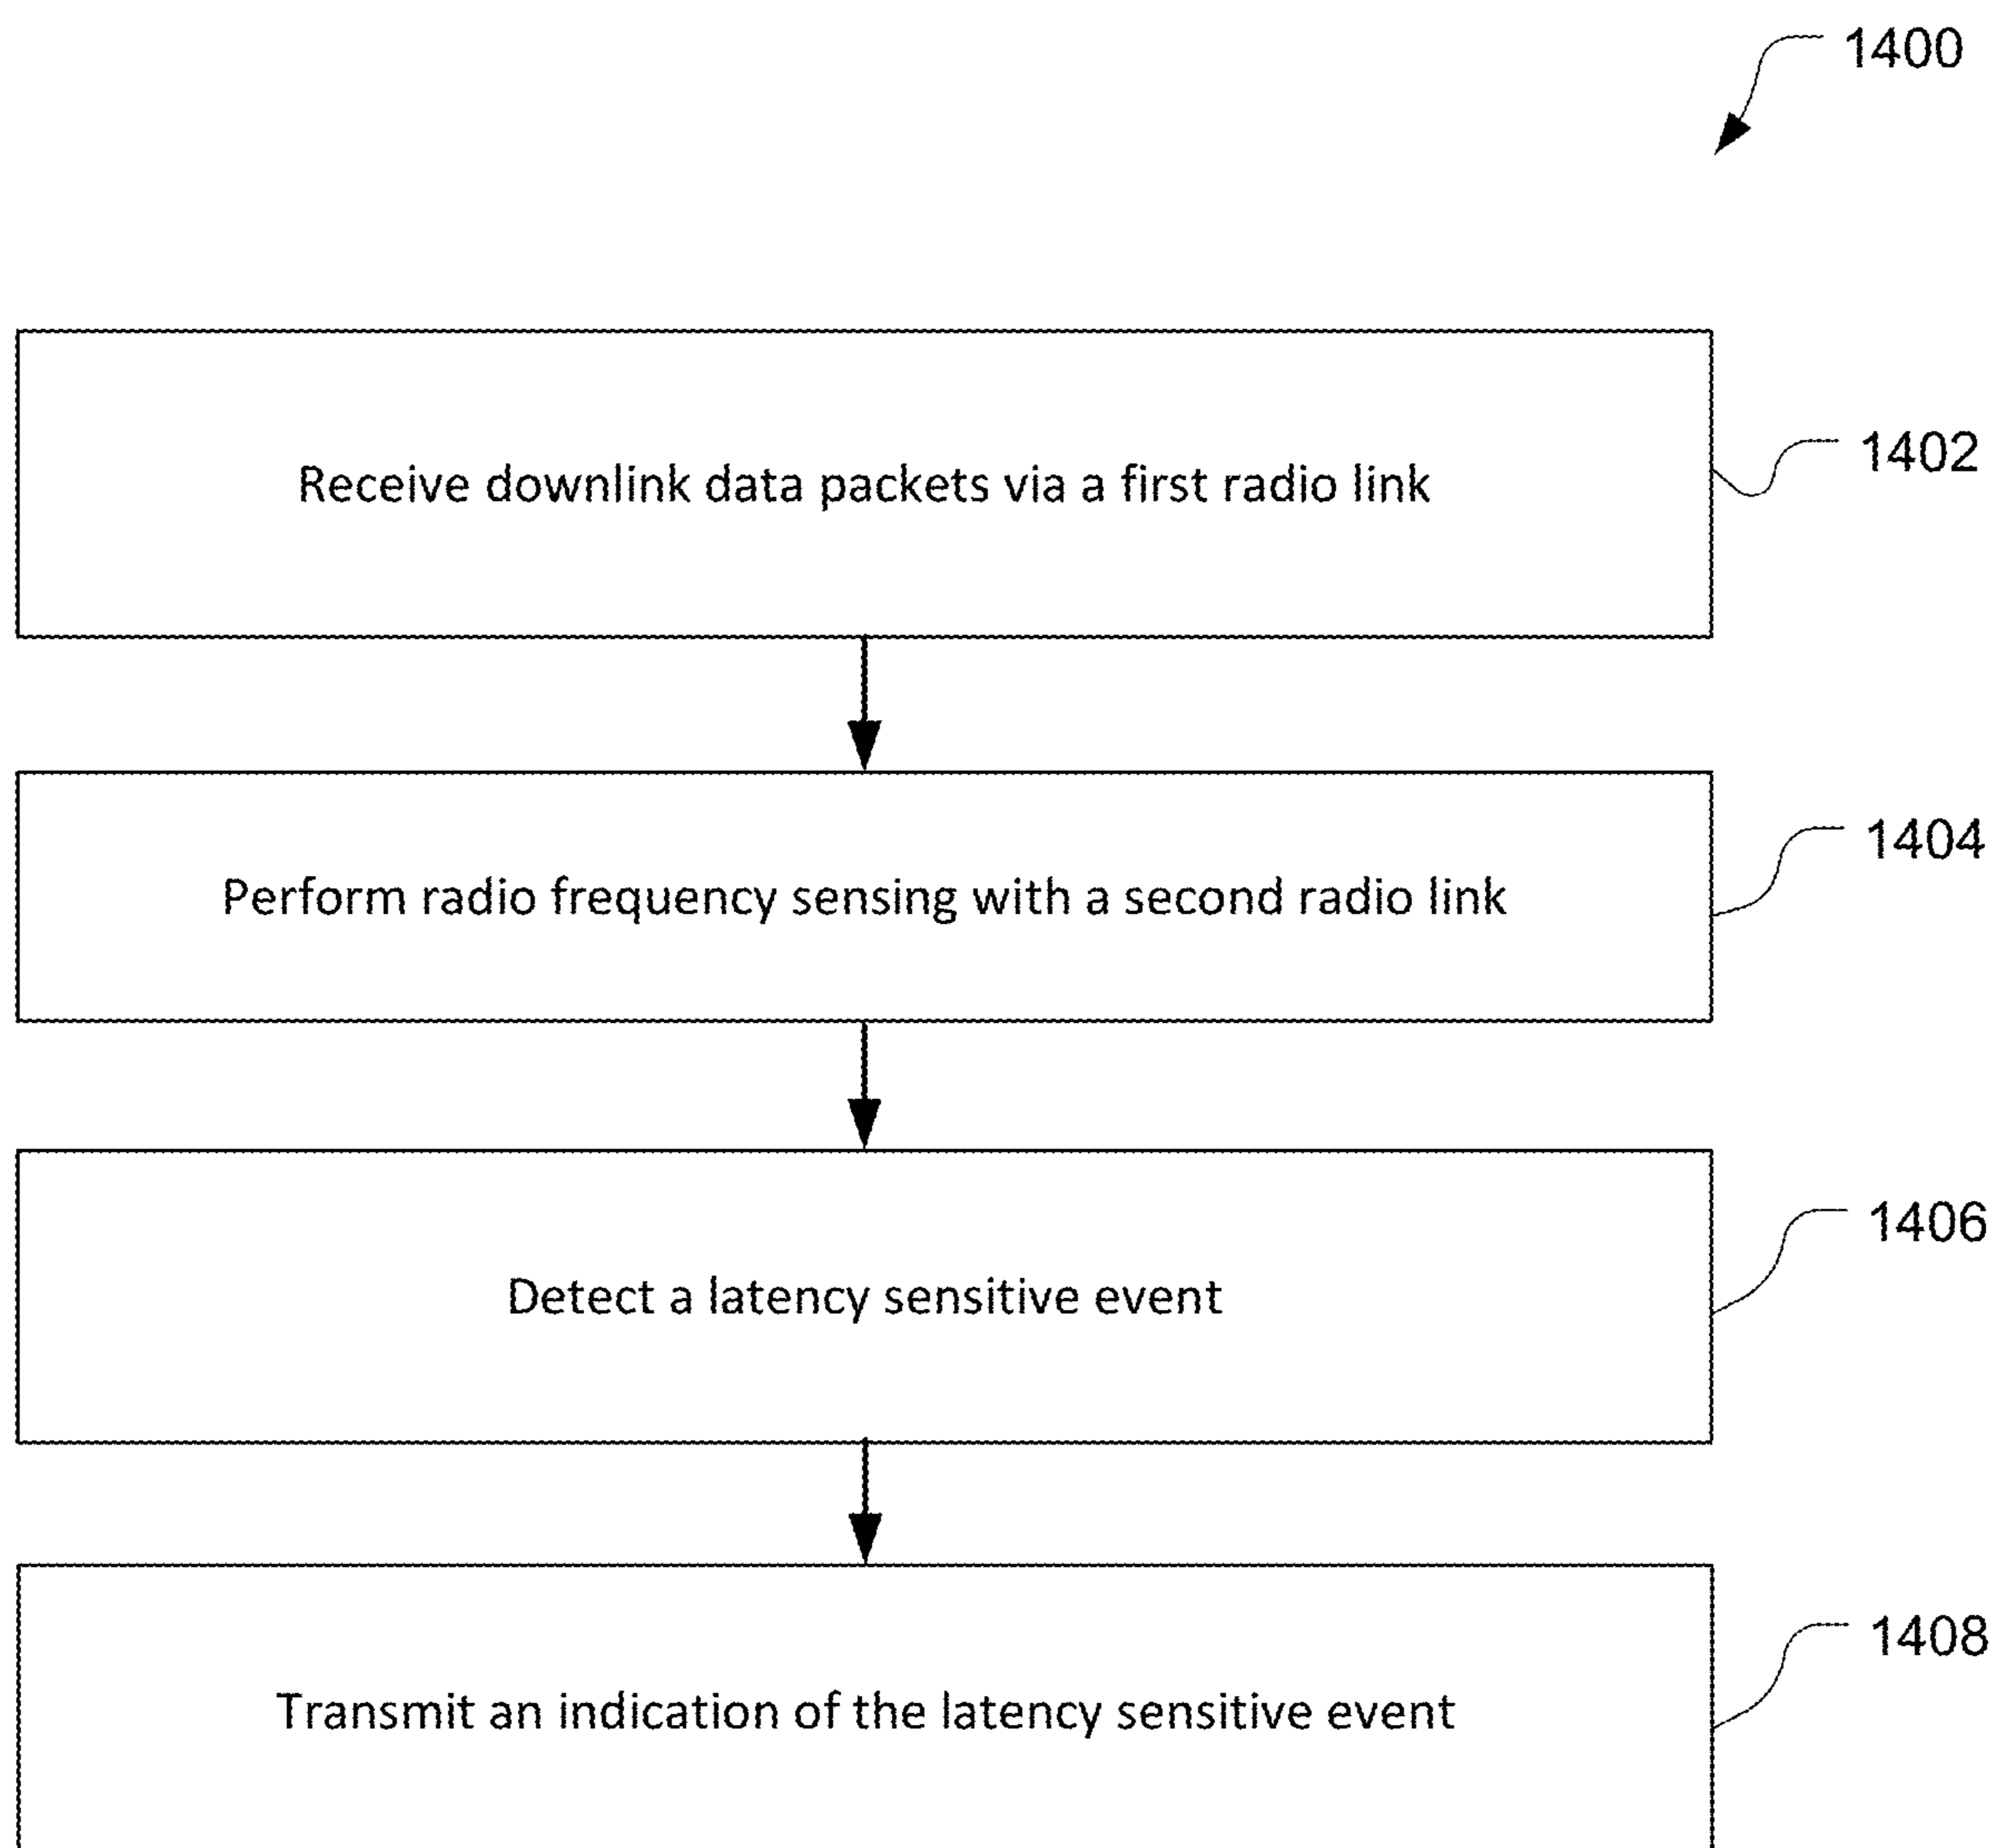 1400
Receive downlink data packets via a first radio link
1402
Perform radio frequency sensing with a second radio link
1404
Detect a latency sensitive event
1406
Transmit an indication of the latency sensitive event
1408